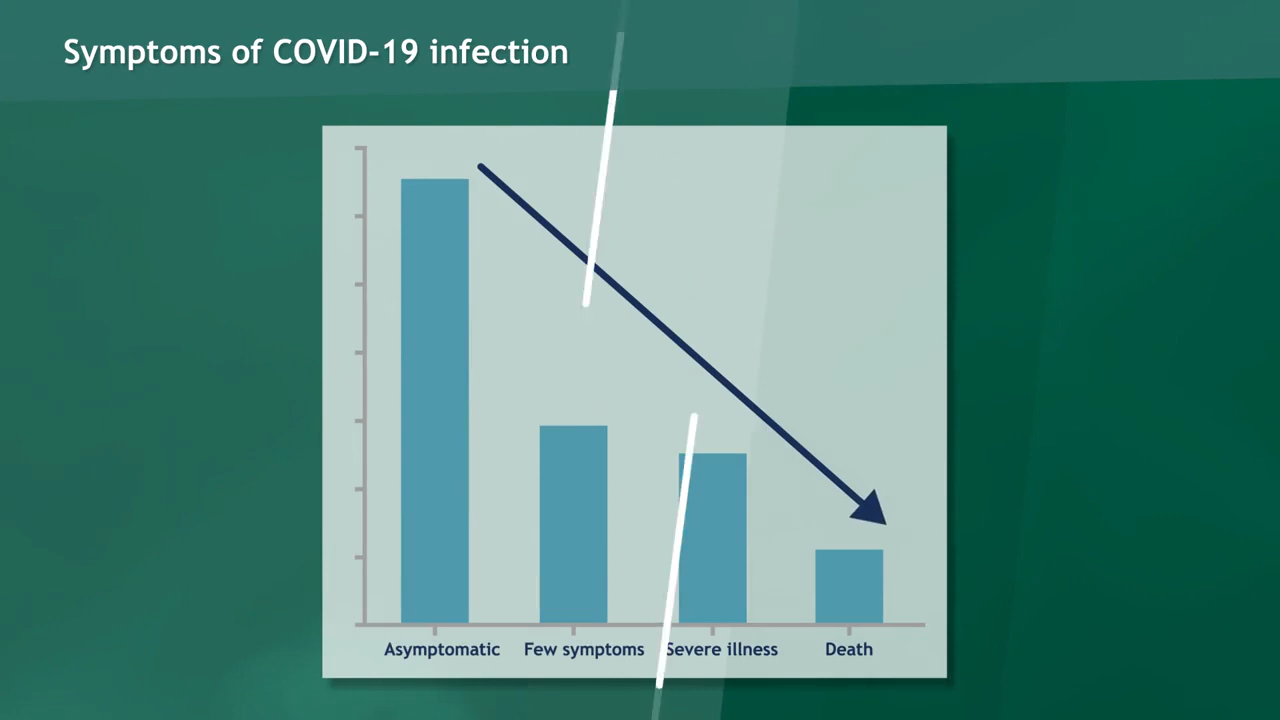 Symptoms of COVID-19 infection
Asymptomatic Few symptoms Severe illness Death